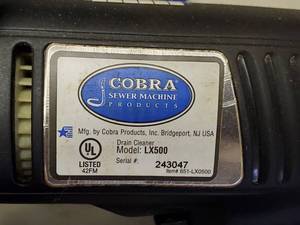 COBRA
SEWER MACHINE
PRODUCTS
Mfg. by Cobra Products, Inc. Bridgeport, NJ USA
UL
LISTED
42FM
Drain Cleaner
Model: LX500
Serial #:
243047
Item# 651-LX0500